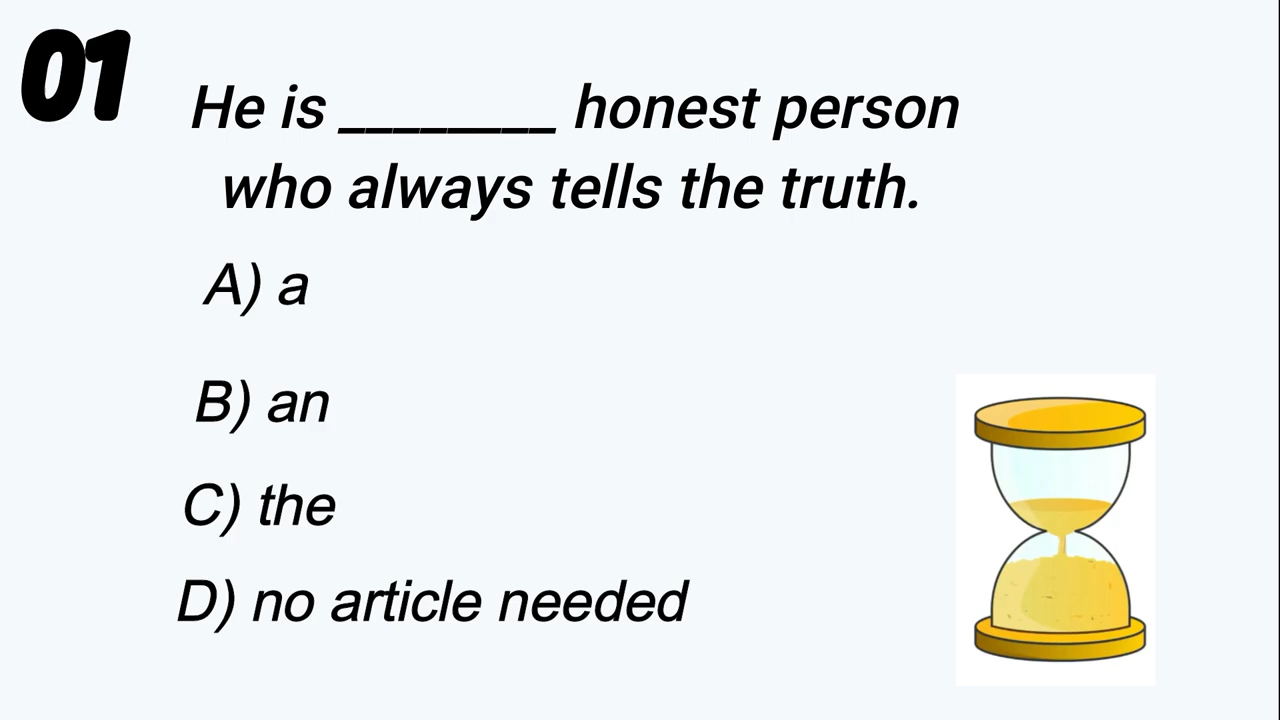 01
He is ________ honest person
who always tells the truth.
A) a
B) an
C) the
D) no article needed